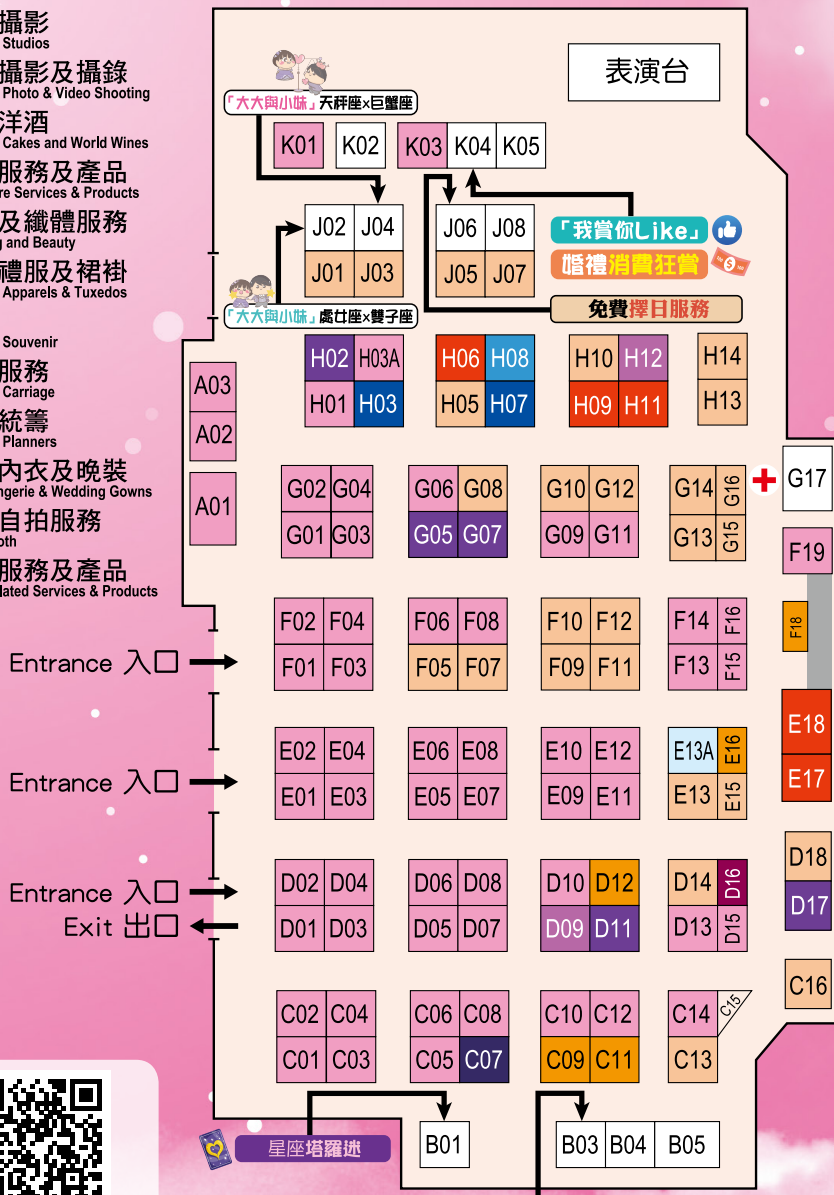 攝影
Studios
攝影及攝錄
Photo & Video Shooting
洋酒
Cakes and World Wines
服務及產品
re Services & Products
及纖體服務
g and Beauty
禮服及裙褂
Apparels & Tuxedos
Souvenir
服務
Carriage
統籌
Planners
內衣及晚裝
ngerie & Wedding Gowns
自拍服務
oth
服務及產品
lated Services & Products
表演台
「大大與小妹」天秤座x巨蟹座
K01 K02 K03 K04 K05
J02 J04 J06 J08
J01 J03 J05 J07
「我賞你Like」
婚禮消費狂賞
免費擇日服務
「大大與小妹」處女座x雙子座
H02 H03A H06 H08 H10 H12 H14
H01 H03 H05 H07 H09 H11 H13
A03
A02
A01
G02 G04 G06 G08 G10 G12 G14 G16 G17
G01 G03 G05 G07 G09 G11 G13 G15
F19
F02 F04 F06 F08 F10 F12 F14 F16 F18
F01 F03 F05 F07 F09 F11 F13 F15
Entrance 入口
E18
E02 E04 E06 E08 E10 E12 E13A E16 E17
E01 E03 E05 E07 E09 E11 E13 E15
Entrance 入口
D18
D02 D04 D06 D08 D10 D12 D14 D16 D17
D01 D03 D05 D07 D09 D11 D13 D15
Entrance 入口
Exit 出口
C16
C02 C04 C06 C08 C10 C12 C14 C15
C01 C03 C05 C07 C09 C11 C13
星座塔羅迷
B01 B03 B04 B05